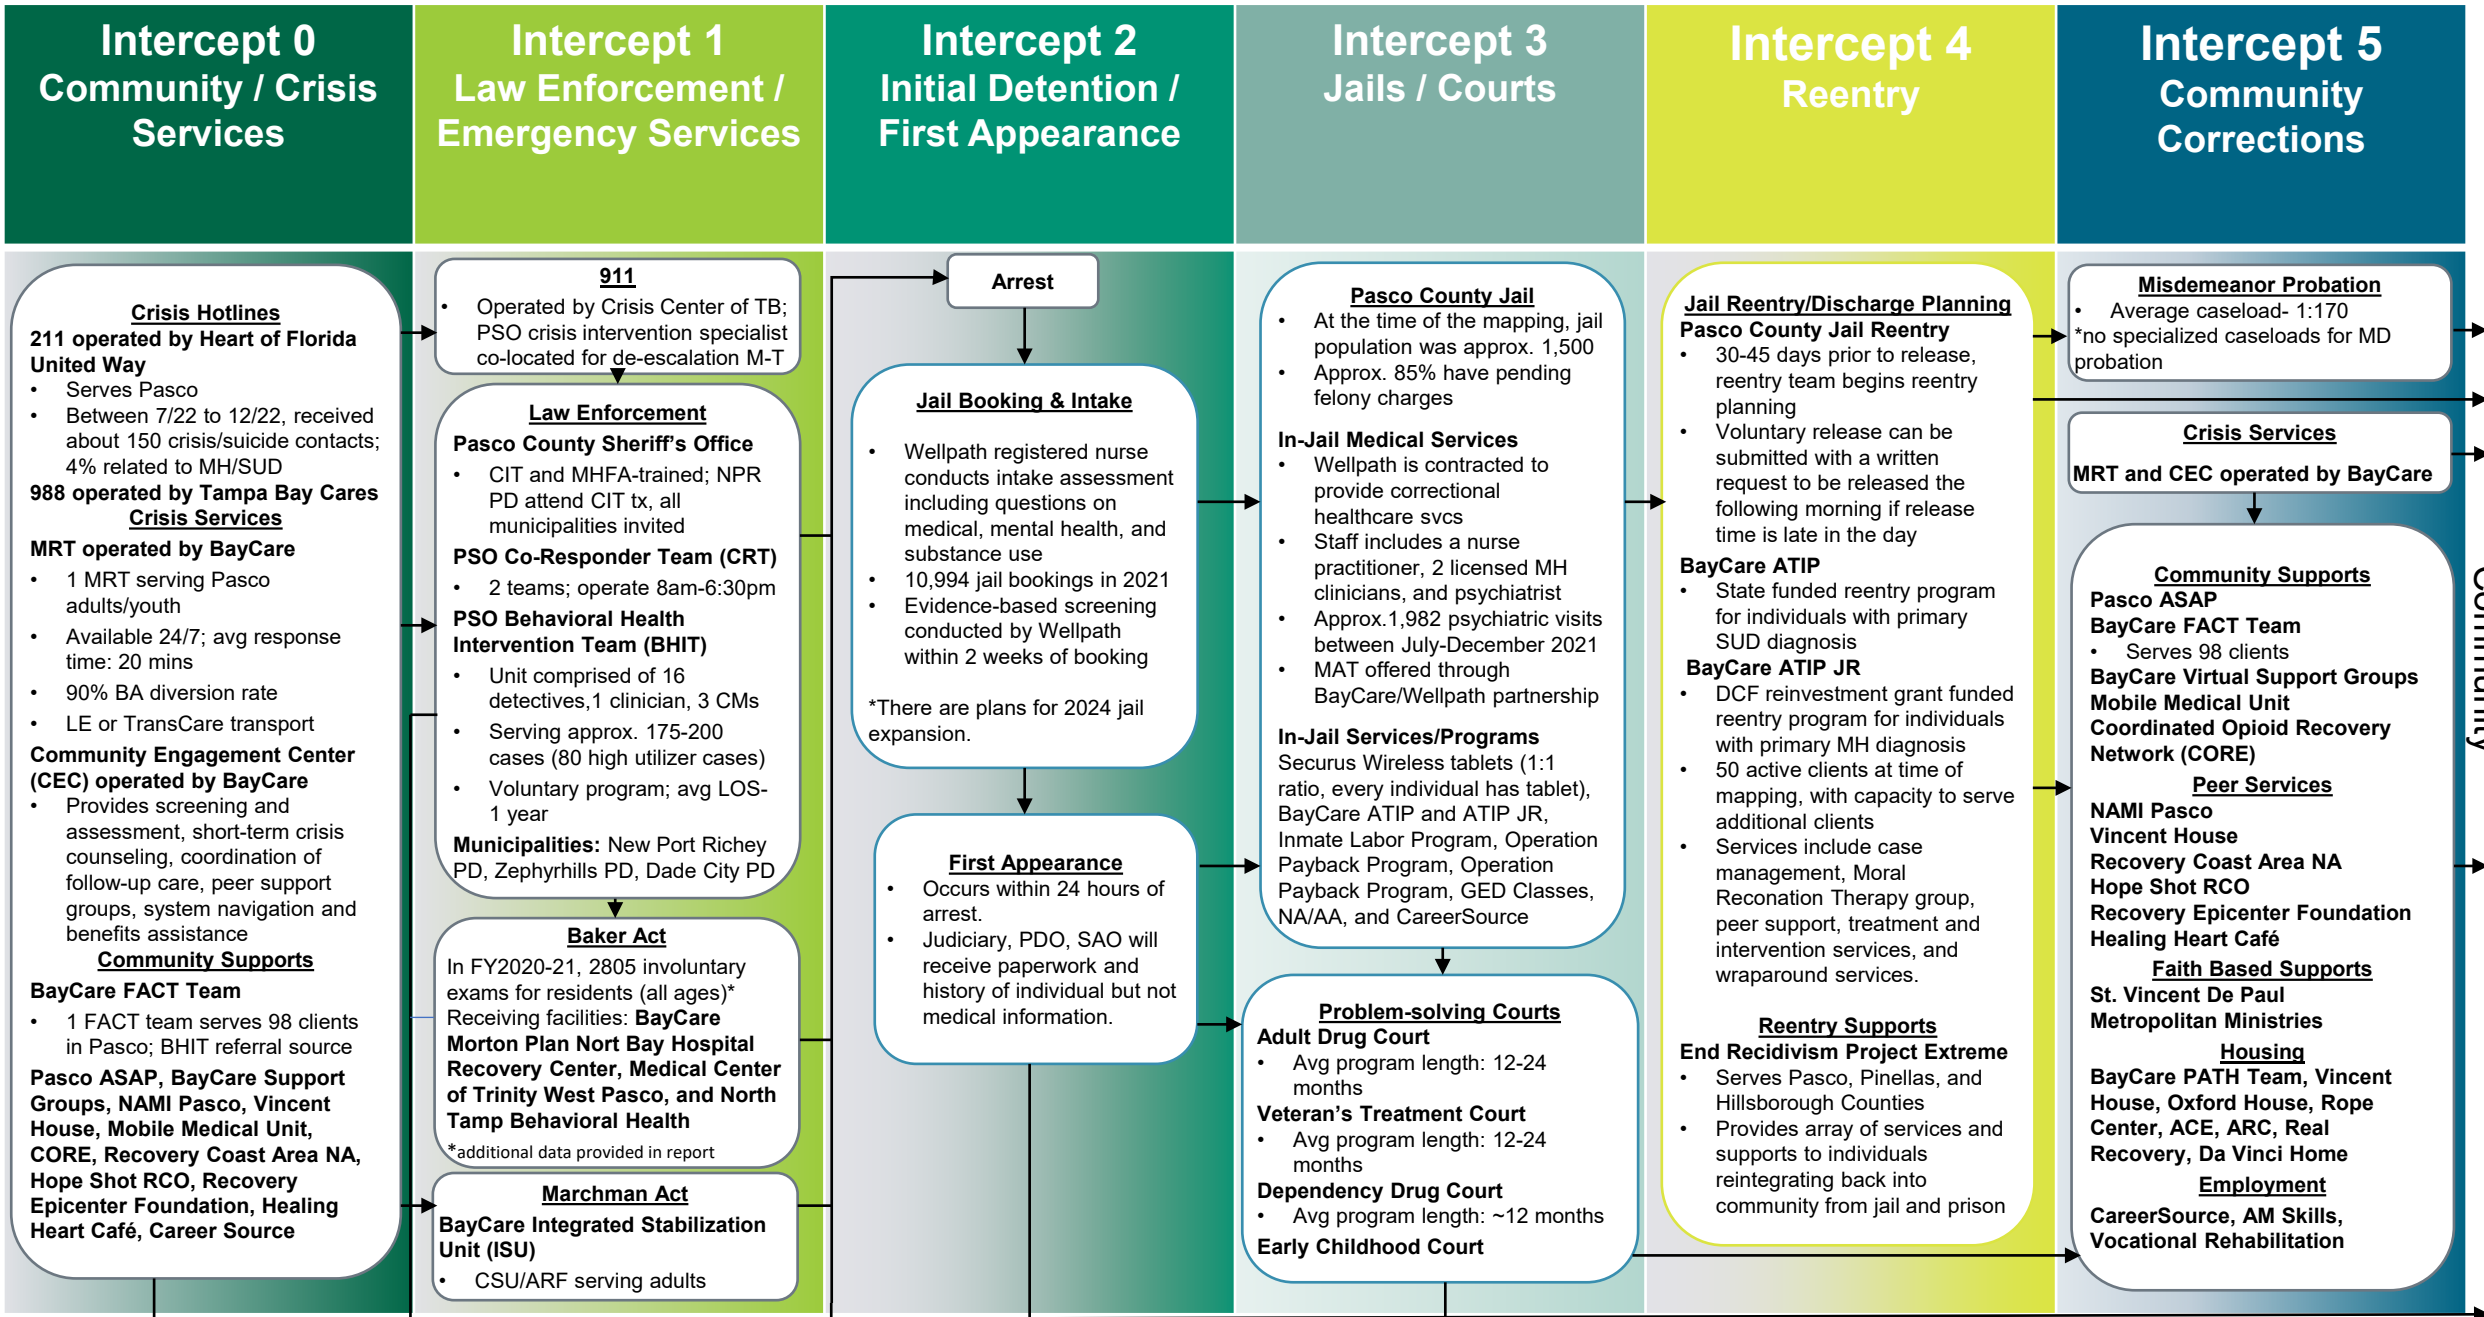 Intercept 0
Community / Crisis
Services
Intercept 1
Law Enforcement /
Emergency Services
Intercept 2
Initial Detention /
First Appearance
Intercept 3
Jails / Courts
Intercept 4
Reentry
Intercept 5
Community
Corrections
Crisis Hotlines
211 operated by Heart of Florida
United Way
• Serves Pasco
• Between 7/22 to 12/22, received
about 150 crisis/suicide contacts;
4% related to MH/SUD
988 operated by Tampa Bay Cares
Crisis Services
MRT operated by BayCare
• 1 MRT serving Pasco
adults/youth
• Available 24/7; avg response
time: 20 mins
• 90% BA diversion rate
• LE or TransCare transport
Community Engagement Center
(CEC) operated by BayCare
• Provides screening and
assessment, short-term crisis
counseling, coordination of
follow-up care, peer support
groups, system navigation and
benefits assistance
Community Supports
BayCare FACT Team
• 1 FACT team serves 98 clients
in Pasco; BHIT referral source
Pasco ASAP, BayCare Support
Groups, NAMI Pasco, Vincent
House, Mobile Medical Unit,
CORE, Recovery Coast Area NA,
Hope Shot RCO, Recovery
Epicenter Foundation, Healing
Heart Café, Career Source
911
• Operated by Crisis Center of TB;
PSO crisis intervention specialist
co-located for de-escalation M-T
Law Enforcement
Pasco County Sheriff's Office
• CIT and MHFA-trained; NPR
PD attend CIT tx, all
municipalities invited
PSO Co-Responder Team (CRT)
• 2 teams; operate 8am-6:30pm
PSO Behavioral Health
Intervention Team (BHIT)
• Unit comprised of 16
detectives,1 clinician, 3 CMs
• Serving approx. 175-200
cases (80 high utilizer cases)
• Voluntary program; avg LOS-
1 year
Municipalities: New Port Richey
PD, Zephyrhills PD, Dade City PD
Baker Act
In FY2020-21, 2805 involuntary
exams for residents (all ages)*
Receiving facilities: BayCare
Morton Plan Nort Bay Hospital
Recovery Center, Medical Center
of Trinity West Pasco, and North
Tamp Behavioral Health
*additional data provided in report
Marchman Act
BayCare Integrated Stabilization
Unit (ISU)
• CSU/ARF serving adults
Arrest
Jail Booking & Intake
• Wellpath registered nurse
conducts intake assessment
including questions on
medical, mental health, and
substance use
• 10,994 jail bookings in 2021
• Evidence-based screening
conducted by Wellpath
within 2 weeks of booking
*There are plans for 2024 jail
expansion.
First Appearance
• Occurs within 24 hours of
arrest.
• Judiciary, PDO, SAO will
receive paperwork and
history of individual but not
medical information.
Pasco County Jail
• At the time of the mapping, jail
population was approx. 1,500
• Approx. 85% have pending
felony charges
In-Jail Medical Services
• Wellpath is contracted to
provide correctional
healthcare svcs
• Staff includes a nurse
practitioner, 2 licensed MH
clinicians, and psychiatrist
• Approx.1,982 psychiatric visits
between July-December 2021
• MAT offered through
BayCare/Wellpath partnership
In-Jail Services/Programs
Securus Wireless tablets (1:1
ratio, every individual has tablet),
BayCare ATIP and ATIP JR,
Inmate Labor Program, Operation
Payback Program, Operation
Payback Program, GED Classes,
NA/AA, and CareerSource
Problem-solving Courts
Adult Drug Court
• Avg program length: 12-24
months
Veteran's Treatment Court
• Avg program length: 12-24
months
Dependency Drug Court
• Avg program length: ~12 months
Early Childhood Court
Jail Reentry/Discharge Planning
Pasco County Jail Reentry
• 30-45 days prior to release,
reentry team begins reentry
planning
• Voluntary release can be
submitted with a written
request to be released the
following morning if release
time is late in the day
BayCare ATIP
• State funded reentry program
for individuals with primary
SUD diagnosis
BayCare ATIP JR
• DCF reinvestment grant funded
reentry program for individuals
with primary MH diagnosis
• 50 active clients at time of
mapping, with capacity to serve
additional clients
• Services include case
management, Moral
Reconation Therapy group,
peer support, treatment and
intervention services, and
wraparound services.
Reentry Supports
End Recidivism Project Extreme
• Serves Pasco, Pinellas, and
Hillsborough Counties
• Provides array of services and
supports to individuals
reintegrating back into
community from jail and prison
Misdemeanor Probation
• Average caseload- 1:170
*no specialized caseloads for MD
probation
Crisis Services
MRT and CEC operated by BayCare
Community Supports
Pasco ASAP
BayCare FACT Team
• Serves 98 clients
BayCare Virtual Support Groups
Mobile Medical Unit
Coordinated Opioid Recovery
Network (CORE)
Peer Services
NAMI Pasco
Vincent House
Recovery Coast Area NA
Hope Shot RCO
Recovery Epicenter Foundation
Healing Heart Café
Faith Based Supports
St. Vincent De Paul
Metropolitan Ministries
Housing
BayCare PATH Team, Vincent
House, Oxford House, Rope
Center, ACE, ARC, Real
Recovery, Da Vinci Home
Employment
CareerSource, AM Skills,
Vocational Rehabilitation
Community